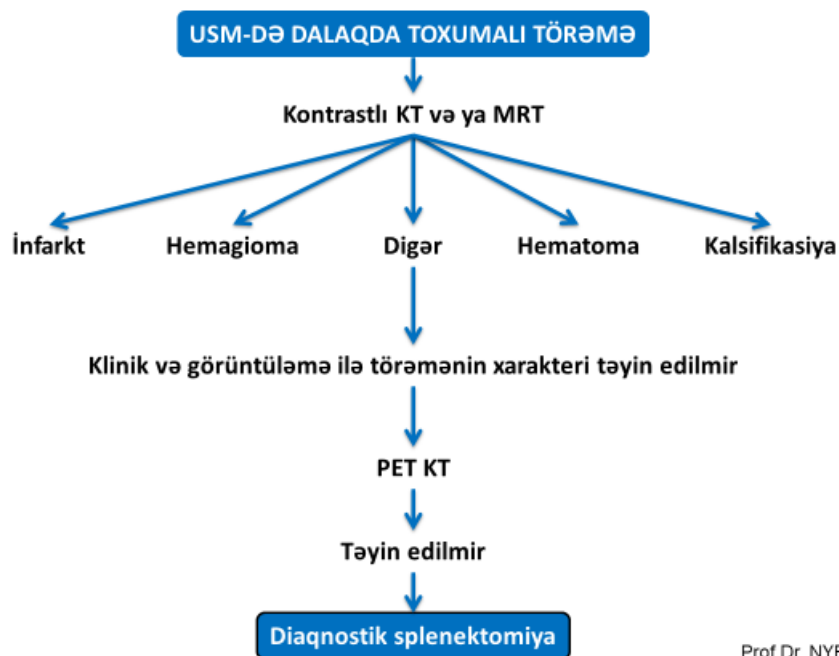 USM-DƏ DALAQDA TOXUMALI TÖRƏMƏ
Kontrastlı KT və ya MRT
İnfarkt Hemagioma Digər Hematoma Kalsifikasiya
Klinik və görüntüləmə ilə törəmənin xarakteri təyin edilmir
PET KT
Təyin edilmir
Diaqnostik splenektomiya
Prof.Dr. NYB